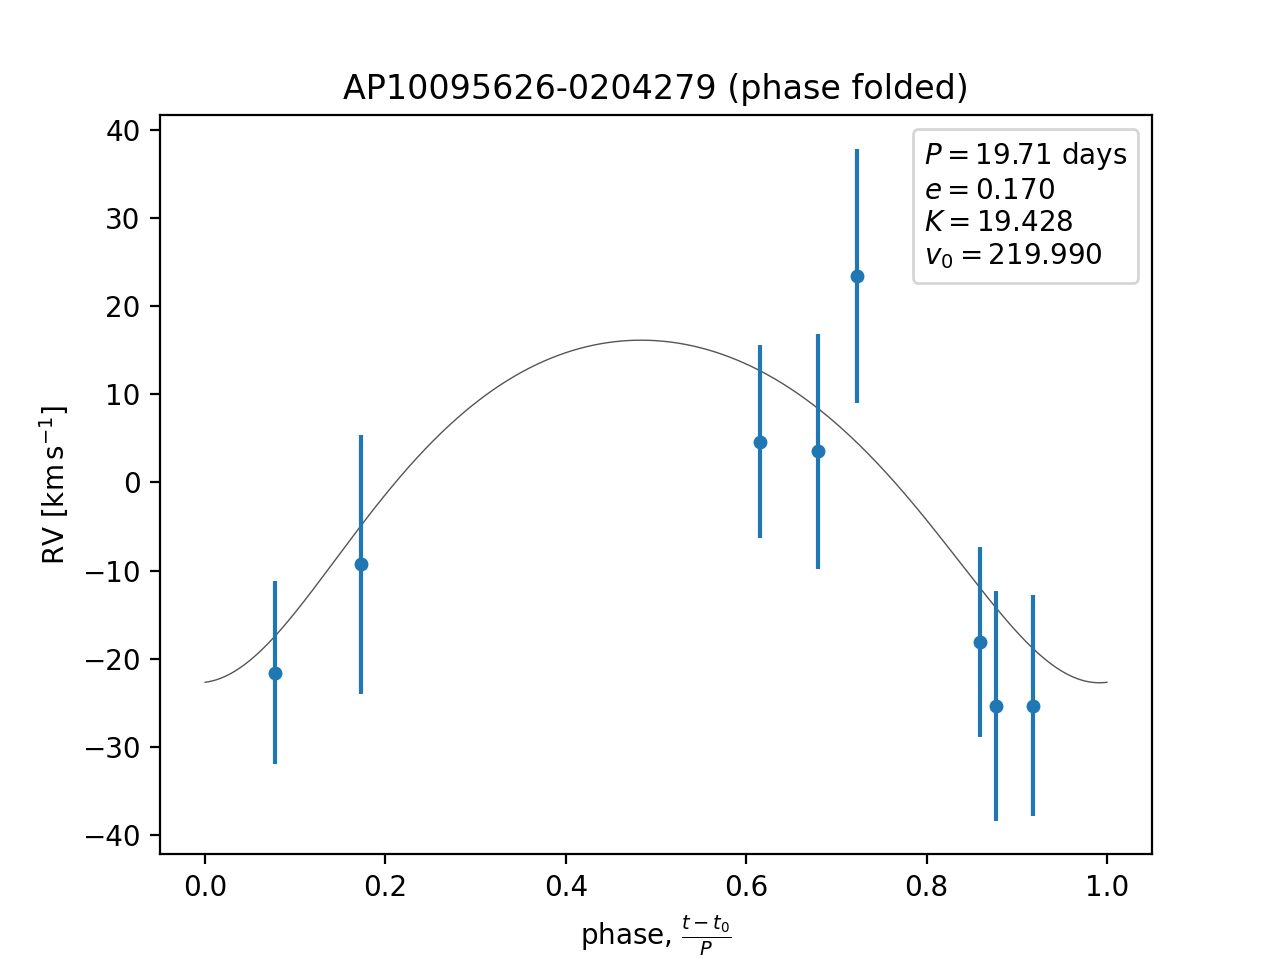 AP10095626-0204279 (phase folded)
P = 19.71 days
e = 0.170
K = 19.428
v₀ = 219.990
40
30
20
10
0
−10
−20
−30
−40
RV [km s⁻¹]
0.0 0.2 0.4 0.6 0.8 1.0
phase, (t − t₀)/P